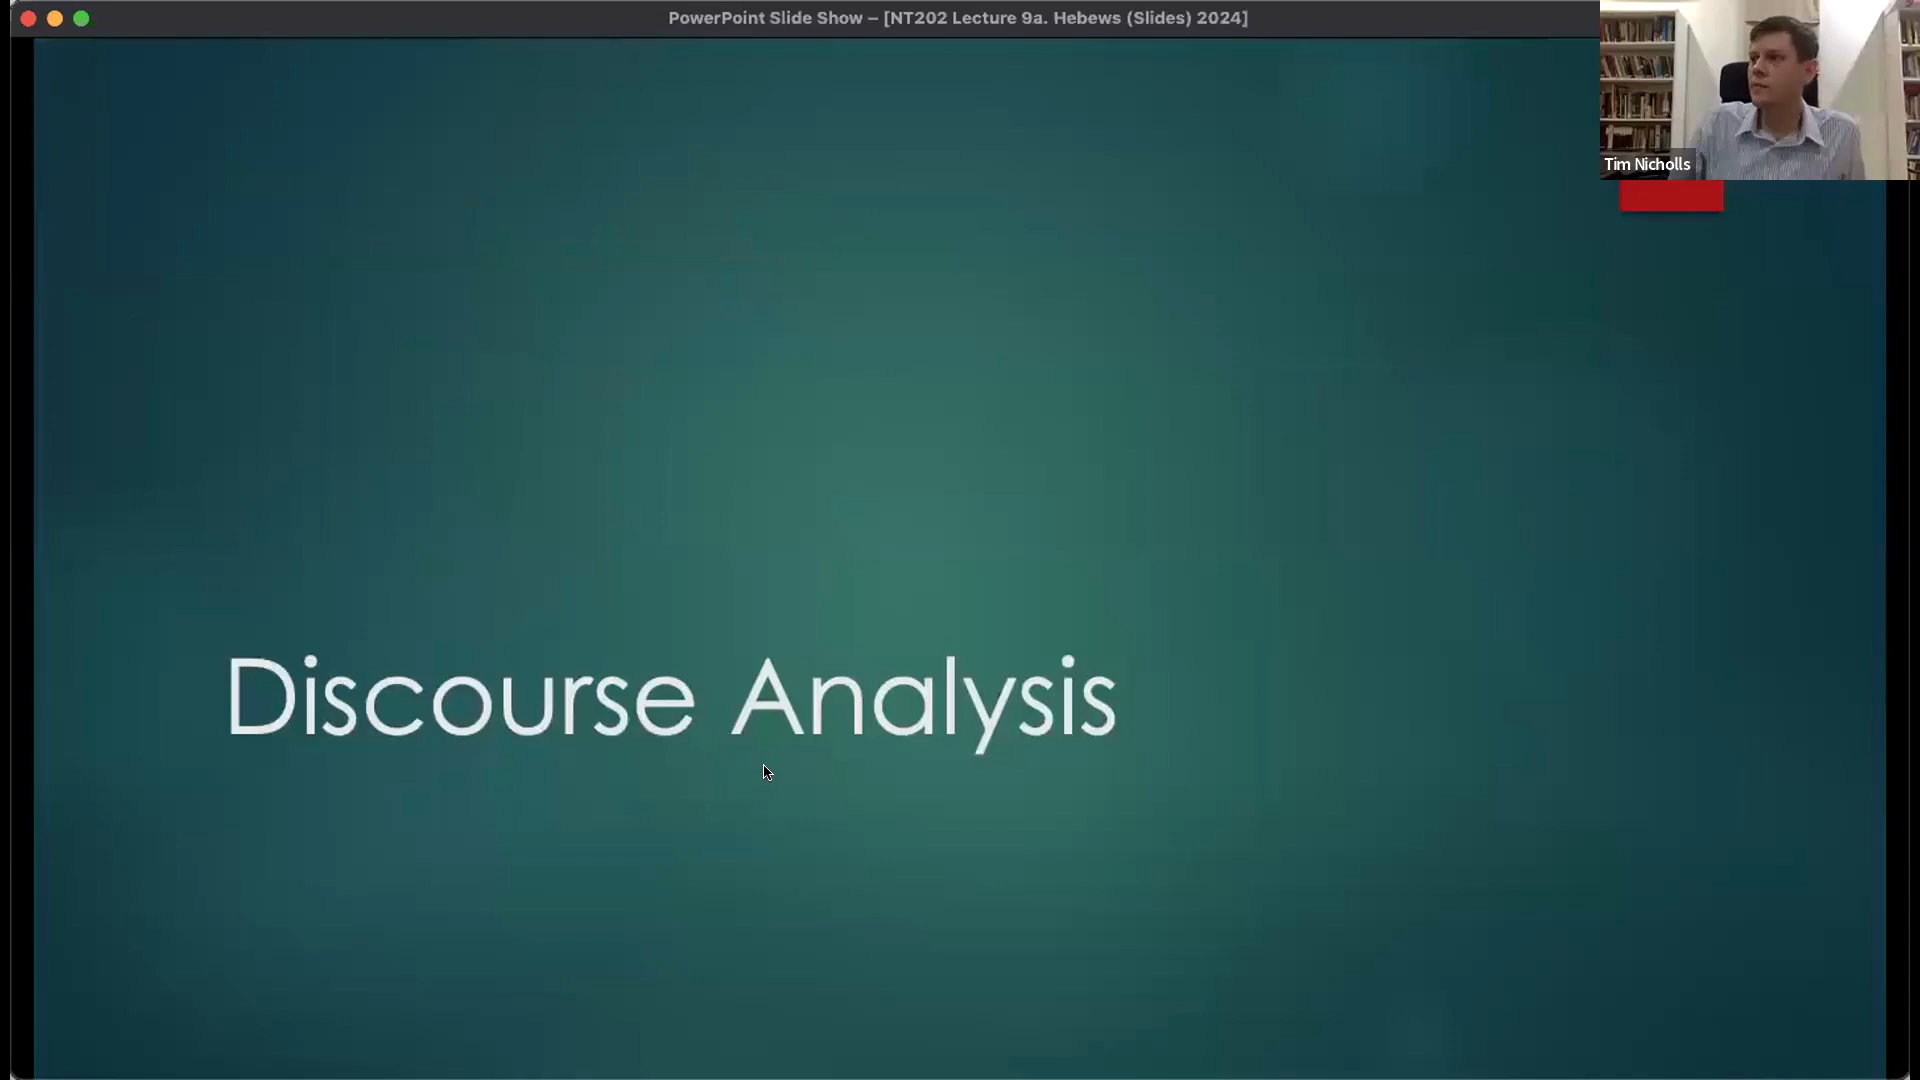 PowerPoint Slide Show – [NT202 Lecture 9a. Hebews (Slides) 2024]
Tim Nicholls
Discourse Analysis